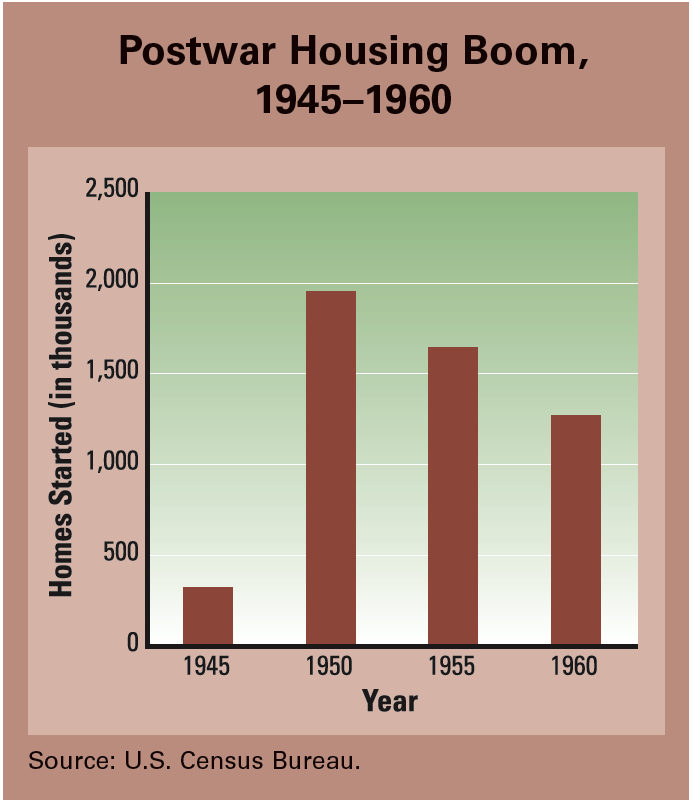 Postwar Housing Boom,
1945–1960
Homes Started (in thousands)
2,500
2,000
1,500
1,000
500
0
1945 1950 1955 1960
Year
Source: U.S. Census Bureau.